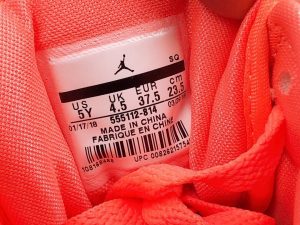 SQ
US UK EUR cm
5Y 4.5 37.5 23.5
01/17/18
555112-814
MADE IN CHINA
FABRIQUE EN CHINE